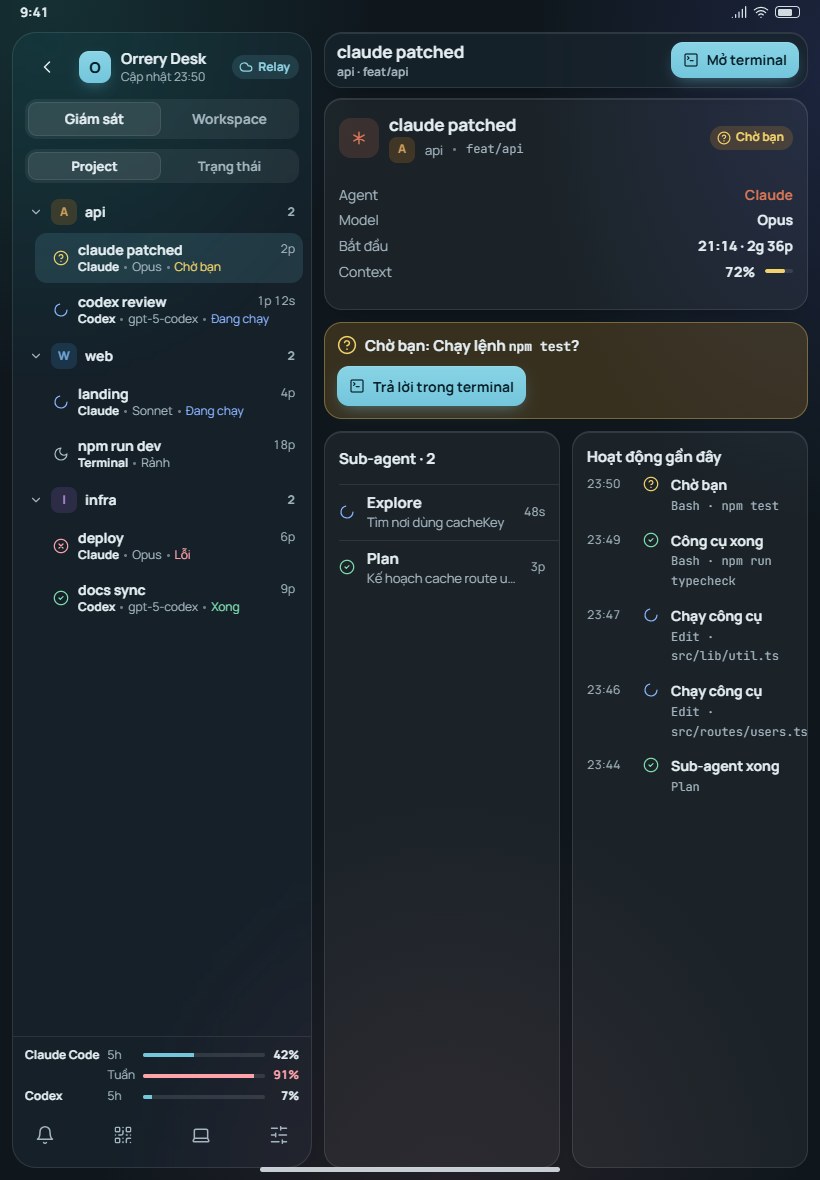 9:41
O
Orrery Desk
Cập nhật 23:50
Relay
Giám sát
Workspace
Project
Trạng thái
A api 2
claude patched 2p
Claude • Opus • Chờ bạn
codex review 1p 12s
Codex • gpt-5-codex • Đang chạy
W web 2
landing 4p
Claude • Sonnet • Đang chạy
npm run dev 18p
Terminal • Rảnh
I infra 2
deploy 6p
Claude • Opus • Lỗi
docs sync 9p
Codex • gpt-5-codex • Xong
Claude Code 5h 42%
Tuần 91%
Codex 5h 7%
claude patched
api · feat/api
Mở terminal
claude patched
A api • feat/api
Chờ bạn
Agent Claude
Model Opus
Bắt đầu 21:14 · 2g 36p
Context 72%
Chờ bạn: Chạy lệnh npm test?
Trả lời trong terminal
Sub-agent · 2
Explore 48s
Tìm nơi dùng cacheKey
Plan 3p
Kế hoạch cache route u...
Hoạt động gần đây
23:50 Chờ bạn
Bash · npm test
23:49 Công cụ xong
Bash · npm run
typecheck
23:47 Chạy công cụ
Edit ·
src/lib/util.ts
23:46 Chạy công cụ
Edit ·
src/routes/users.ts
23:44 Sub-agent xong
Plan